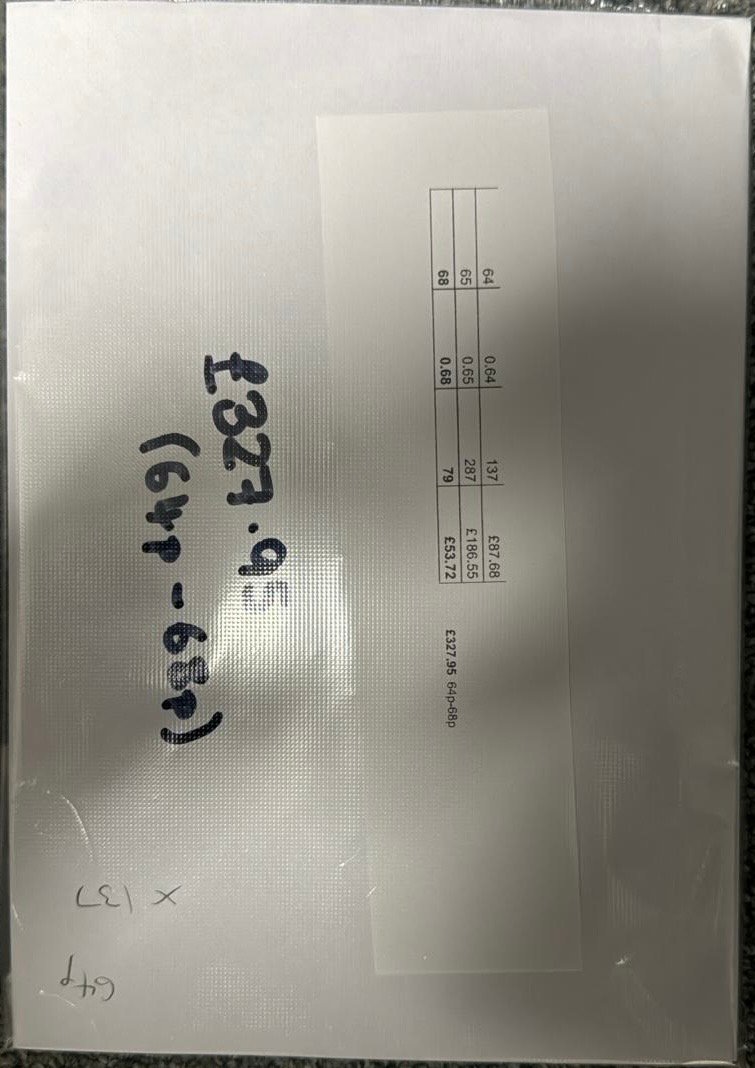 64 0.64 137 £87.68
65 0.65 287 £186.55
68 0.68 79 £53.72 £327.95 64p-68p
£327.95
(64p-68p)
64p
x 137